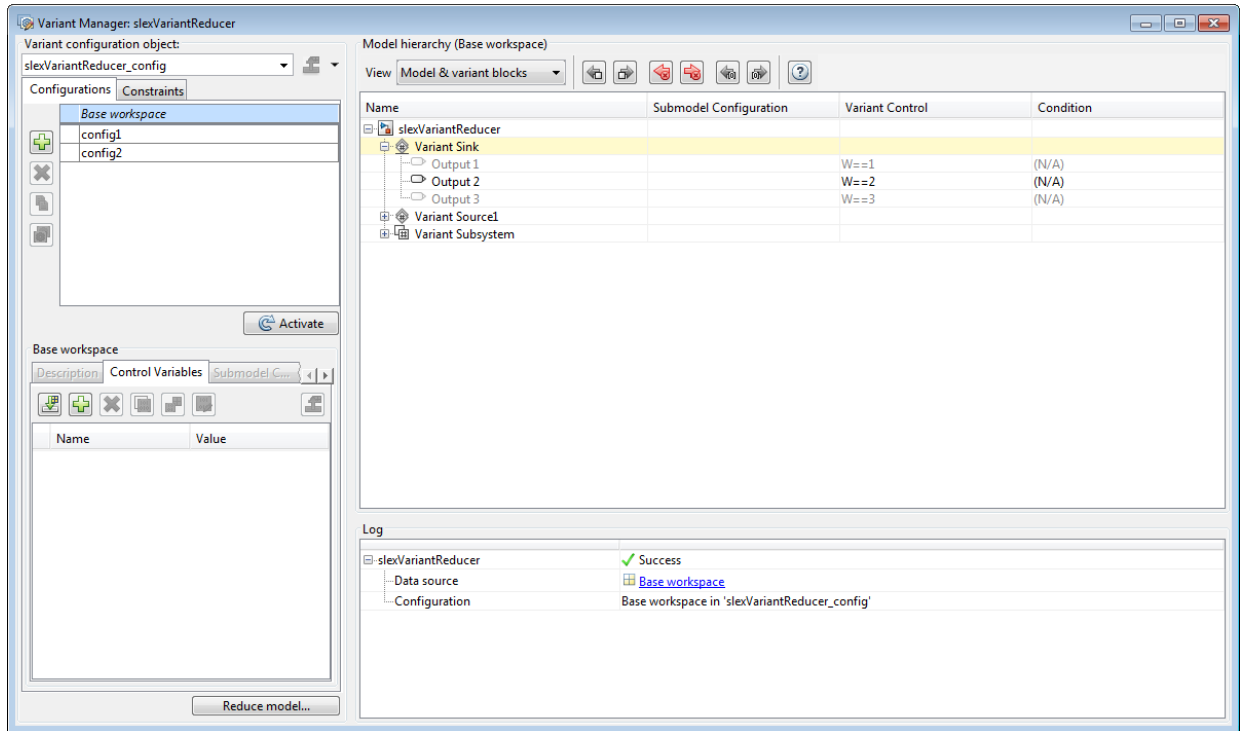 Variant Manager: slexVariantReducer
Variant configuration object:
slexVariantReducer_config
Configurations Constraints
Base workspace
config1
config2
Activate
Base workspace
Description Control Variables Submodel C...
Name Value
Reduce model...
Model hierarchy (Base workspace)
View Model & variant blocks
Name Submodel Configuration Variant Control Condition
slexVariantReducer
Variant Sink
Output 1 W==1 (N/A)
Output 2 W==2 (N/A)
Output 3 W==3 (N/A)
Variant Source1
Variant Subsystem
Log
slexVariantReducer Success
Data source Base workspace
Configuration Base workspace in 'slexVariantReducer_config'